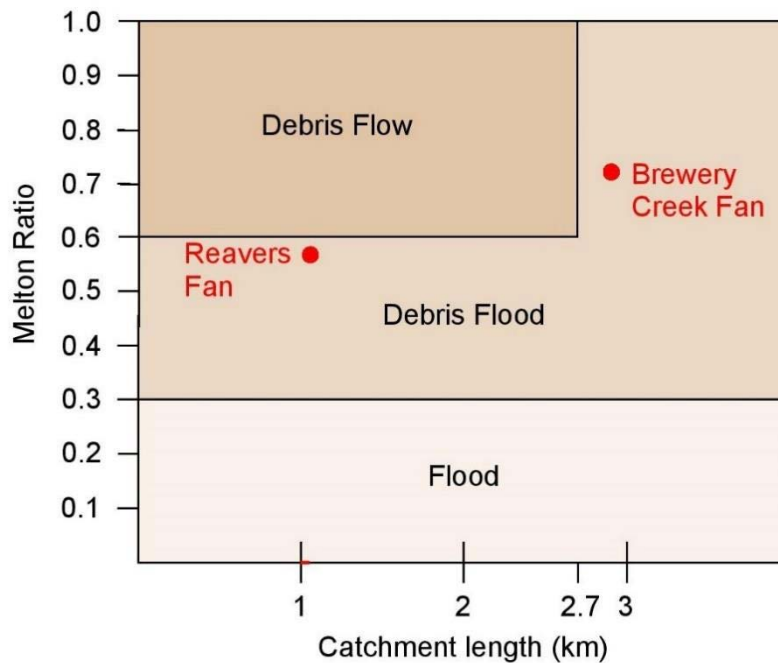 1.0
0.9
0.8
0.7
0.6
0.5
0.4
0.3
0.2
0.1
Melton Ratio
Debris Flow
Brewery
Creek Fan
Reavers
Fan
Debris Flood
Flood
1 2 2.7 3
Catchment length (km)